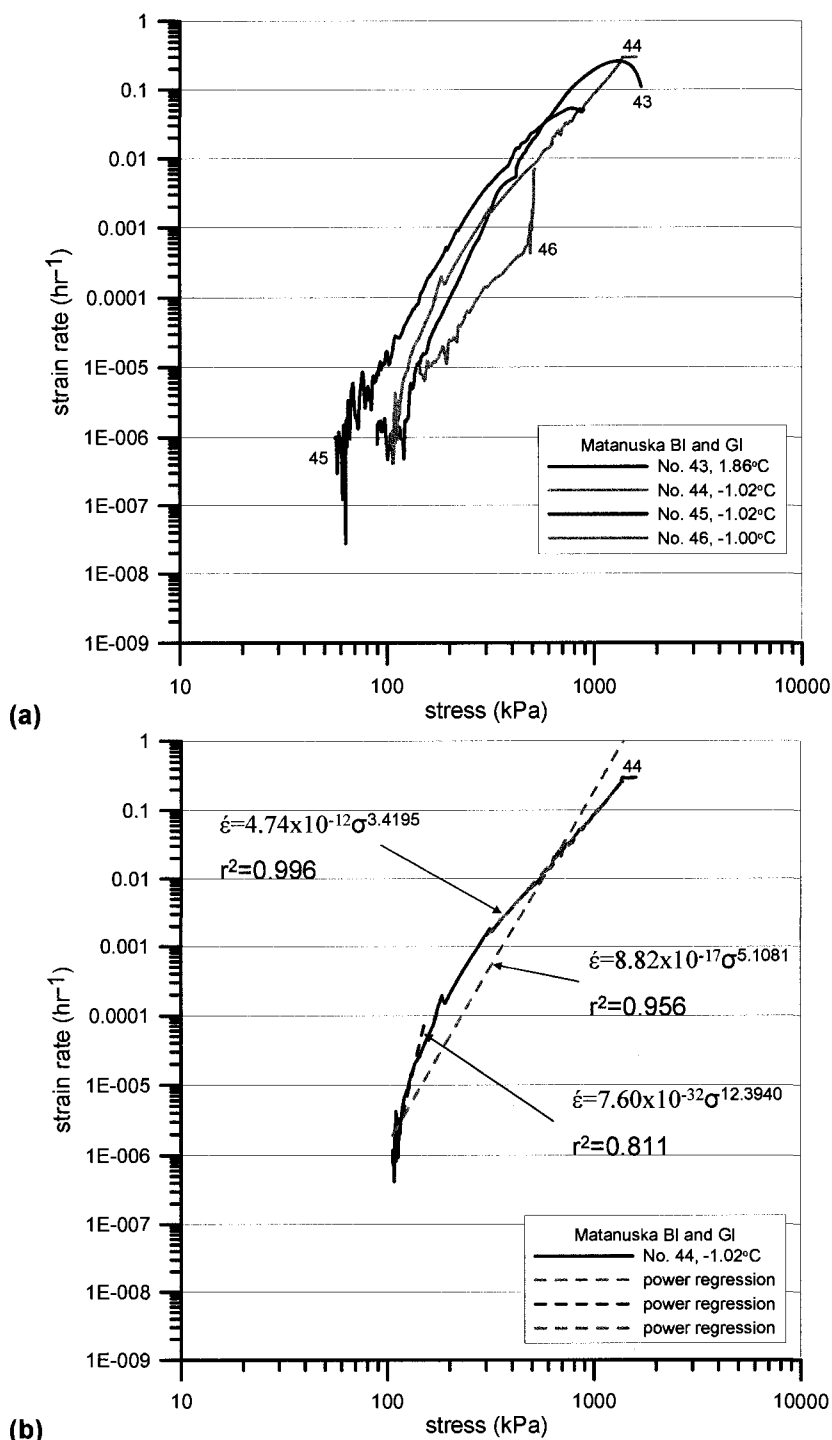 1
0.1
0.01
0.001
0.0001
1E-005
1E-006
1E-007
1E-008
1E-009
strain rate (hr⁻¹)
44
43
46
45
Matanuska BI and GI
No. 43, 1.86°C
No. 44, -1.02°C
No. 45, -1.02°C
No. 46, -1.00°C
10 100 1000 10000
stress (kPa)
(a)
1
0.1
0.01
0.001
0.0001
1E-005
1E-006
1E-007
1E-008
1E-009
strain rate (hr⁻¹)
44
έ=4.74x10⁻¹²σ³·⁴¹⁹⁵
r²=0.996
έ=8.82x10⁻¹⁷σ⁵·¹⁰⁸¹
r²=0.956
έ=7.60x10⁻³²σ¹²·³⁹⁴⁰
r²=0.811
Matanuska BI and GI
No. 44, -1.02°C
power regression
power regression
power regression
10 100 1000 10000
stress (kPa)
(b)